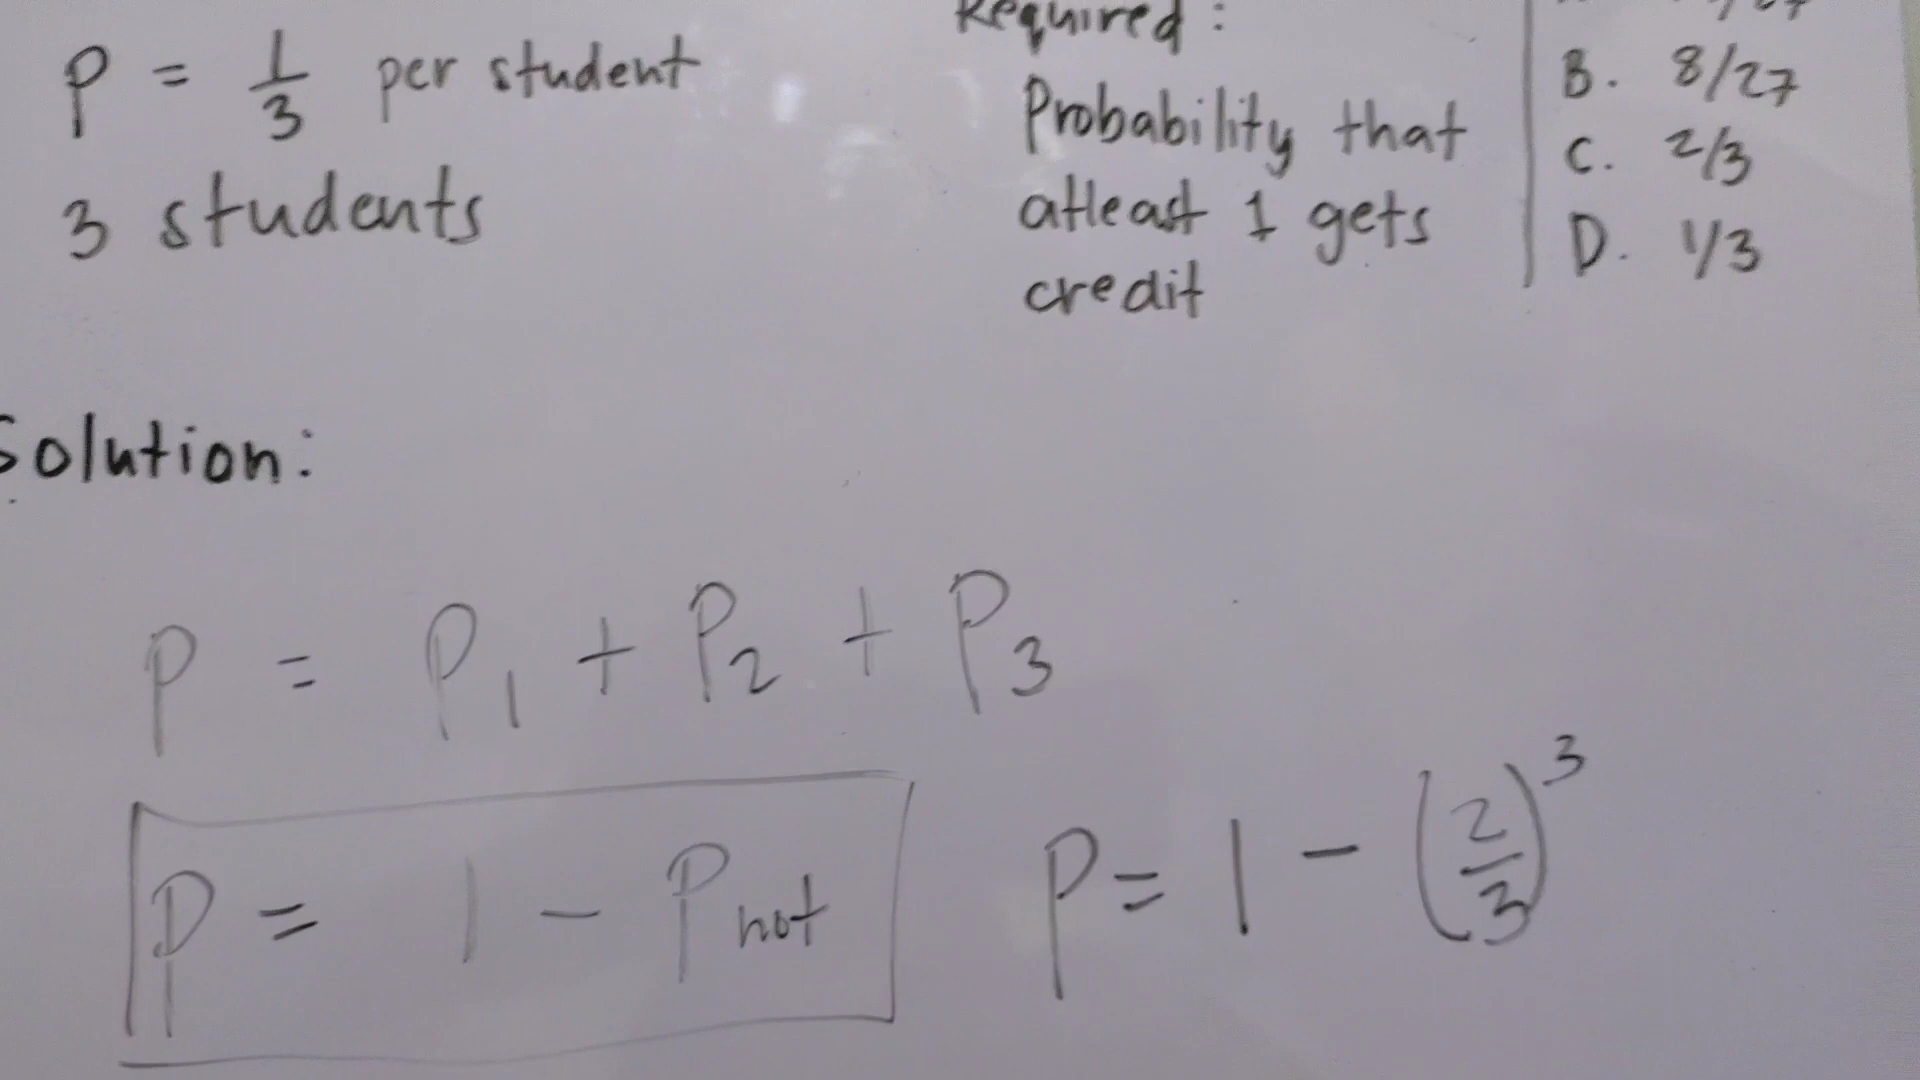 P = 1/3 per student
3 students
Required:
Probability that
atleast 1 gets
credit
B. 8/27
C. 2/3
D. 1/3
Solution:
P = P1 + P2 + P3
P = 1 - Pnot
P = 1 - (2/3)^3